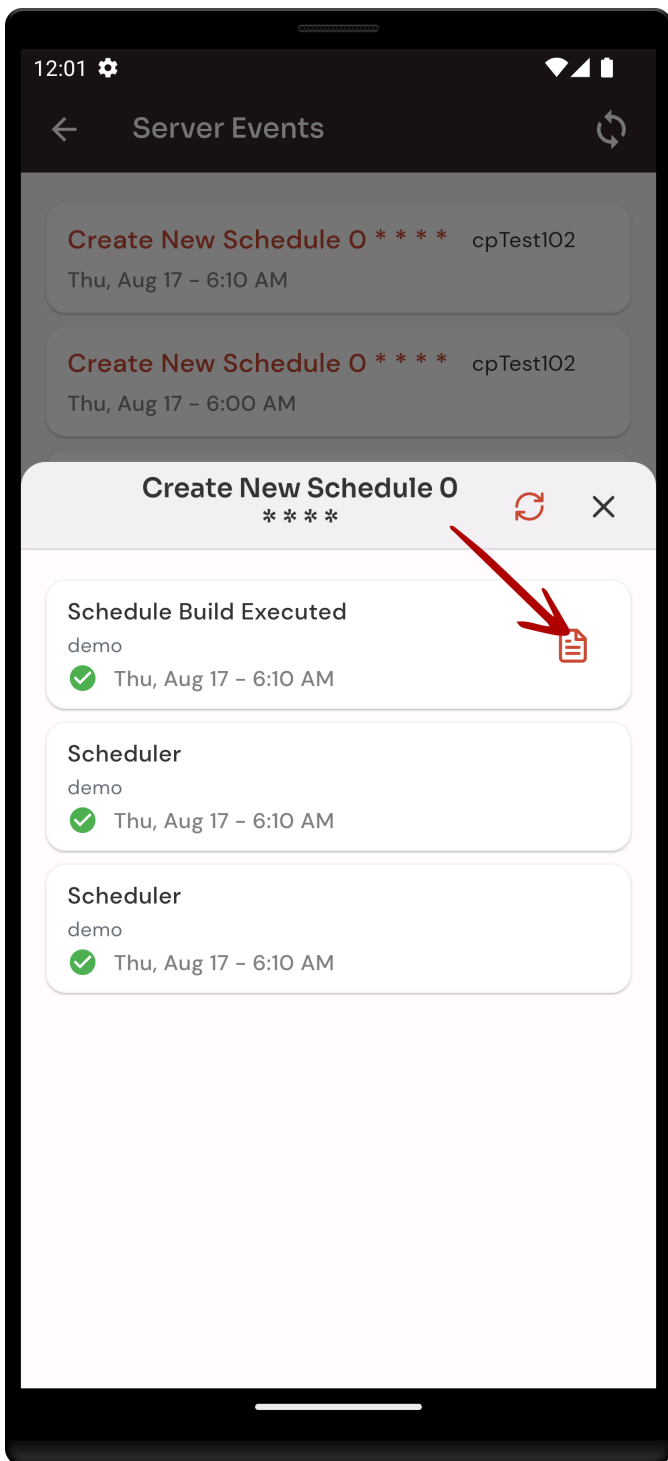 12:01
Server Events
Create New Schedule 0 * * * * cpTest102
Thu, Aug 17 - 6:10 AM
Create New Schedule 0 * * * * cpTest102
Thu, Aug 17 - 6:00 AM
Create New Schedule 0
* * * *
Schedule Build Executed
demo
Thu, Aug 17 - 6:10 AM
Scheduler
demo
Thu, Aug 17 - 6:10 AM
Scheduler
demo
Thu, Aug 17 - 6:10 AM